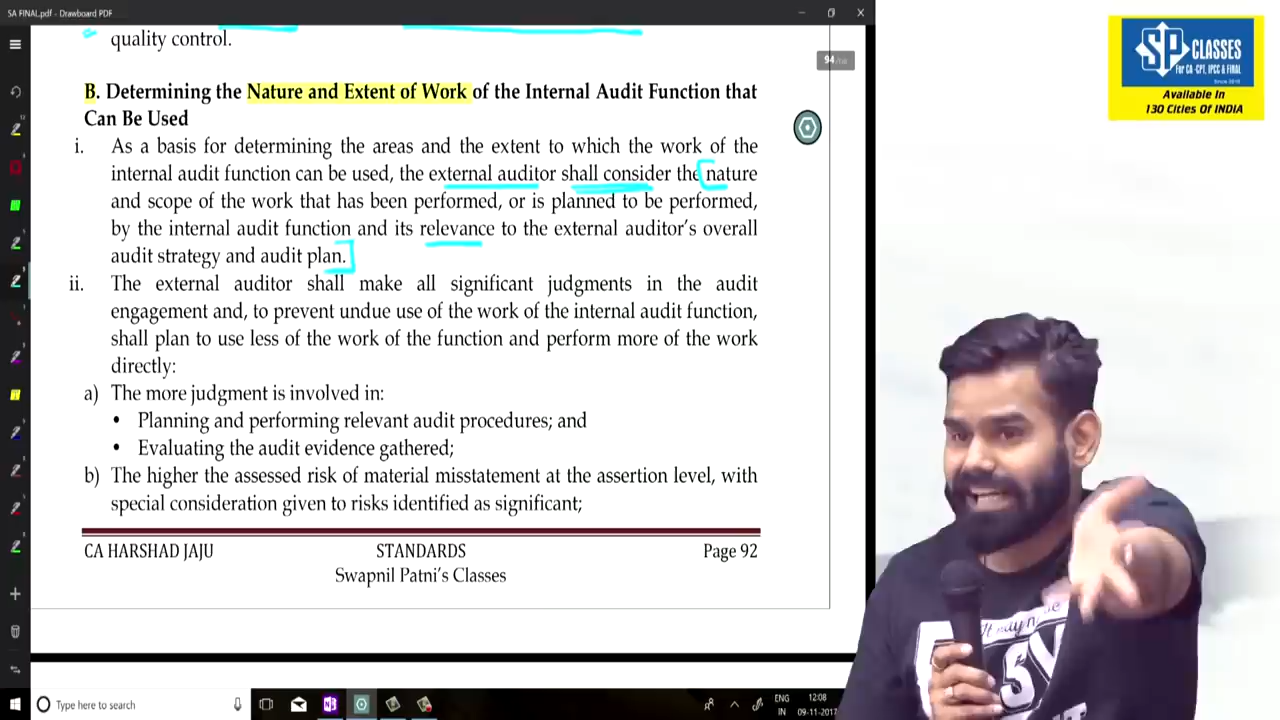 SA FINAL.pdf - Drawboard PDF
quality control.
94
B. Determining the Nature and Extent of Work of the Internal Audit Function that
Can Be Used
i. As a basis for determining the areas and the extent to which the work of the
internal audit function can be used, the external auditor shall consider the nature
and scope of the work that has been performed, or is planned to be performed,
by the internal audit function and its relevance to the external auditor's overall
audit strategy and audit plan.
ii. The external auditor shall make all significant judgments in the audit
engagement and, to prevent undue use of the work of the internal audit function,
shall plan to use less of the work of the function and perform more of the work
directly:
a) The more judgment is involved in:
• Planning and performing relevant audit procedures; and
• Evaluating the audit evidence gathered;
b) The higher the assessed risk of material misstatement at the assertion level, with
special consideration given to risks identified as significant;
CA HARSHAD JAJU STANDARDS Page 92
Swapnil Patni's Classes
Type here to search
ENG 12:08
IN 09-11-2017
SP CLASSES
For CA -CPT, IPCC & FINAL
Available In
130 Cities Of INDIA
It may n